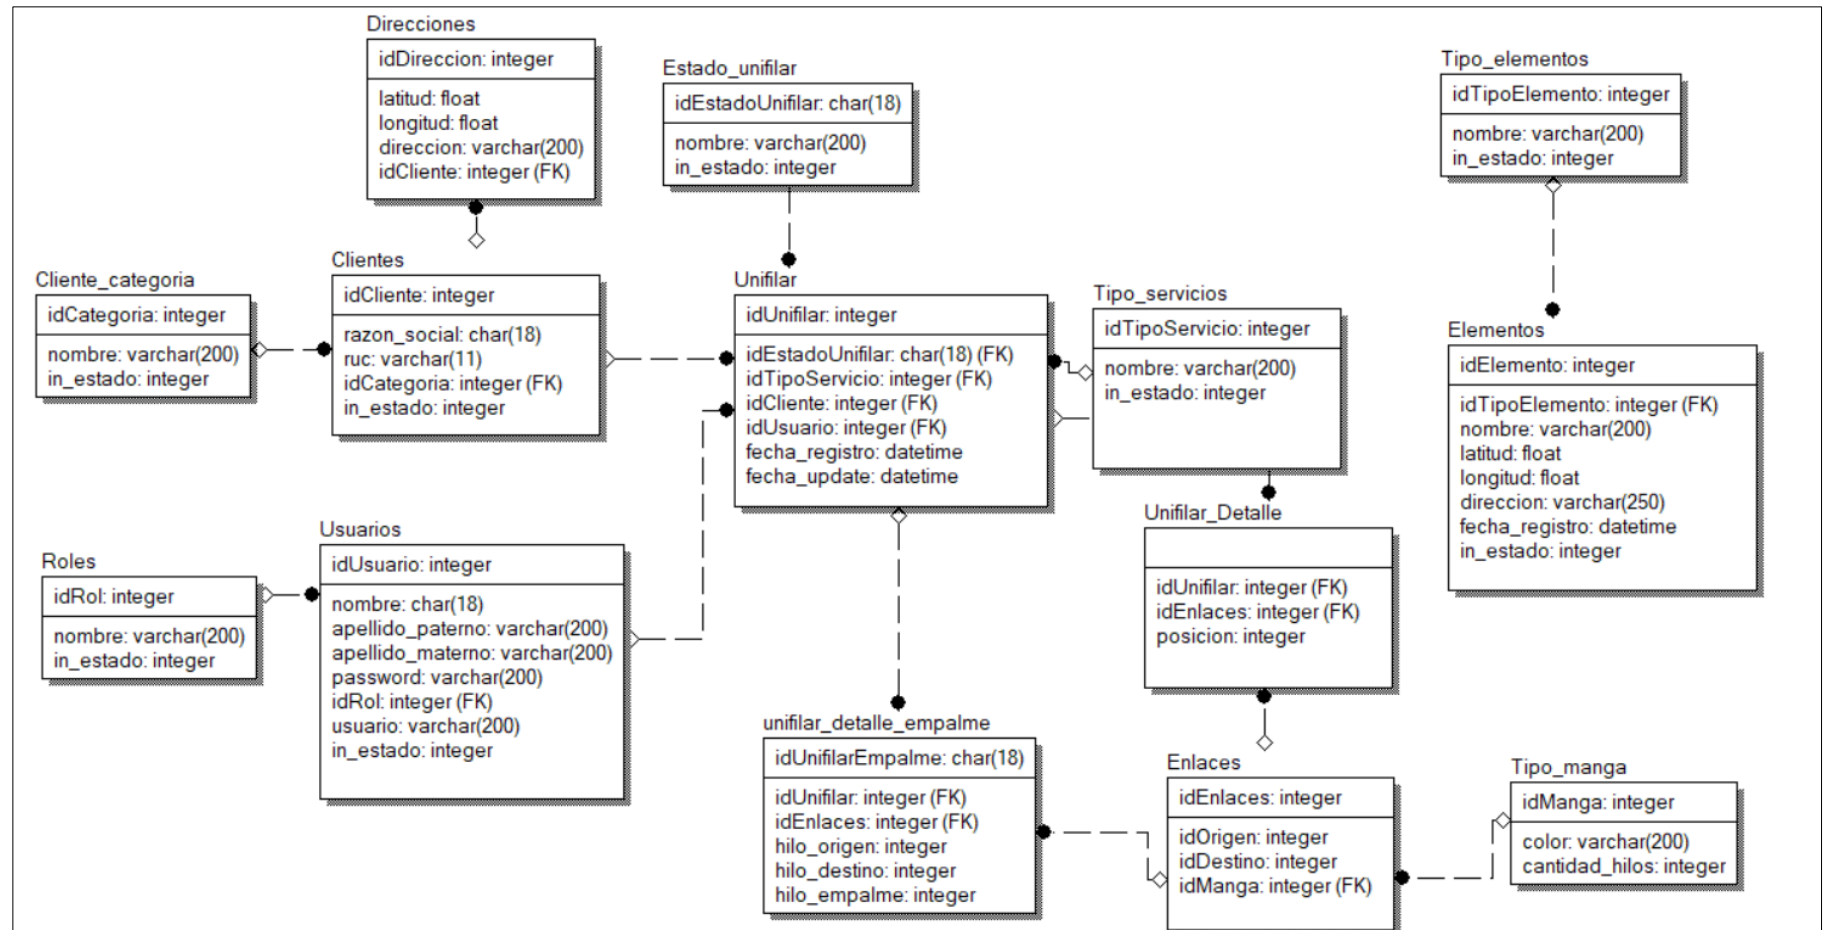 Direcciones
idDireccion: integer
latitud: float
longitud: float
direccion: varchar(200)
idCliente: integer (FK)
Estado_unifilar
idEstadoUnifilar: char(18)
nombre: varchar(200)
in_estado: integer
Tipo_elementos
idTipoElemento: integer
nombre: varchar(200)
in_estado: integer
Cliente_categoria
idCategoria: integer
nombre: varchar(200)
in_estado: integer
Clientes
idCliente: integer
razon_social: char(18)
ruc: varchar(11)
idCategoria: integer (FK)
in_estado: integer
Unifilar
idUnifilar: integer
idEstadoUnifilar: char(18) (FK)
idTipoServicio: integer (FK)
idCliente: integer (FK)
idUsuario: integer (FK)
fecha_registro: datetime
fecha_update: datetime
Tipo_servicios
idTipoServicio: integer
nombre: varchar(200)
in_estado: integer
Elementos
idElemento: integer
idTipoElemento: integer (FK)
nombre: varchar(200)
latitud: float
longitud: float
direccion: varchar(250)
fecha_registro: datetime
in_estado: integer
Roles
idRol: integer
nombre: varchar(200)
in_estado: integer
Usuarios
idUsuario: integer
nombre: char(18)
apellido_paterno: varchar(200)
apellido_materno: varchar(200)
password: varchar(200)
idRol: integer (FK)
usuario: varchar(200)
in_estado: integer
Unifilar_Detalle
idUnifilar: integer (FK)
idEnlaces: integer (FK)
posicion: integer
unifilar_detalle_empalme
idUnifilarEmpalme: char(18)
idUnifilar: integer (FK)
idEnlaces: integer (FK)
hilo_origen: integer
hilo_destino: integer
hilo_empalme: integer
Enlaces
idEnlaces: integer
idOrigen: integer
idDestino: integer
idManga: integer (FK)
Tipo_manga
idManga: integer
color: varchar(200)
cantidad_hilos: integer